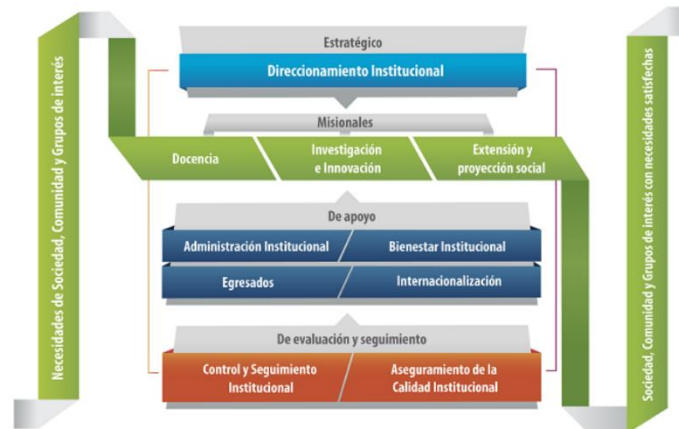 Necesidades de Sociedad, Comunidad y Grupos de interés
Estratégico
Direccionamiento Institucional
Misionales
Docencia
Investigación
e Innovación
Extensión y
proyección social
De apoyo
Administración Institucional
Bienestar Institucional
Egresados
Internacionalización
De evaluación y seguimiento
Control y Seguimiento
Institucional
Aseguramiento de la
Calidad Institucional
Sociedad, Comunidad y Grupos de interés con necesidades satisfechas